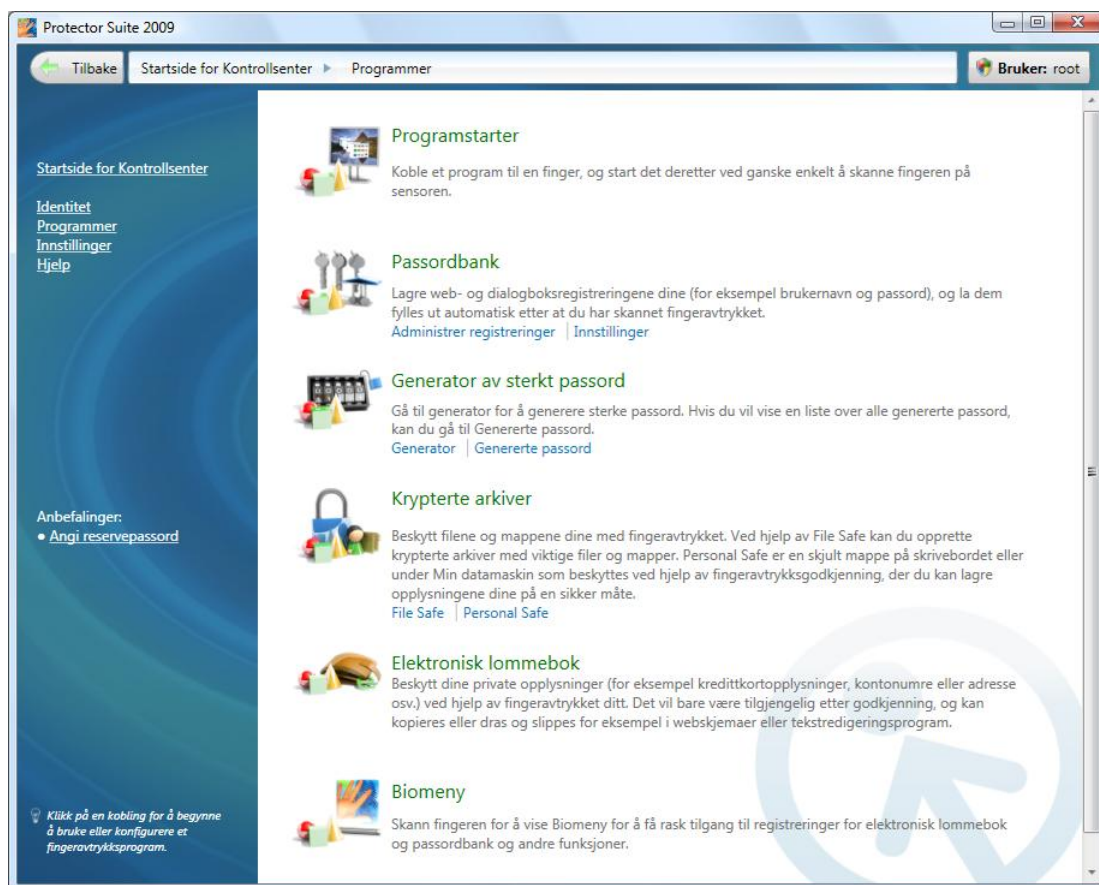 Protector Suite 2009
Tilbake
Startside for Kontrollsenter
Programmer
Bruker: root
Startside for Kontrollsenter
Identitet
Programmer
Innstillinger
Hjelp
Anbefalinger:
• Angi reservepassord
Klikk på en kobling for å begynne
å bruke eller konfigurere et
fingeravtrykksprogram.
Programstarter
Koble et program til en finger, og start det deretter ved ganske enkelt å skanne fingeren på
sensoren.
Passordbank
Lagre web- og dialogboksregistreringene dine (for eksempel brukernavn og passord), og la dem
fylles ut automatisk etter at du har skannet fingeravtrykket.
Administrer registreringer | Innstillinger
Generator av sterkt passord
Gå til generator for å generere sterke passord. Hvis du vil vise en liste over alle genererte passord,
kan du gå til Genererte passord.
Generator | Genererte passord
Krypterte arkiver
Beskytt filene og mappene dine med fingeravtrykket. Ved hjelp av File Safe kan du opprette
krypterte arkiver med viktige filer og mapper. Personal Safe er en skjult mappe på skrivebordet eller
under Min datamaskin som beskyttes ved hjelp av fingeravtrykksgodkjenning, der du kan lagre
opplysningene dine på en sikker måte.
File Safe | Personal Safe
Elektronisk lommebok
Beskytt dine private opplysninger (for eksempel kredittkortopplysninger, kontonumre eller adresse
osv.) ved hjelp av fingeravtrykket ditt. Det vil bare være tilgjengelig etter godkjenning, og kan
kopieres eller dras og slippes for eksempel i webskjemaer eller tekstredigeringsprogram.
Biomeny
Skann fingeren for å vise Biomeny for å få rask tilgang til registreringer for elektronisk lommebok
og passordbank og andre funksjoner.